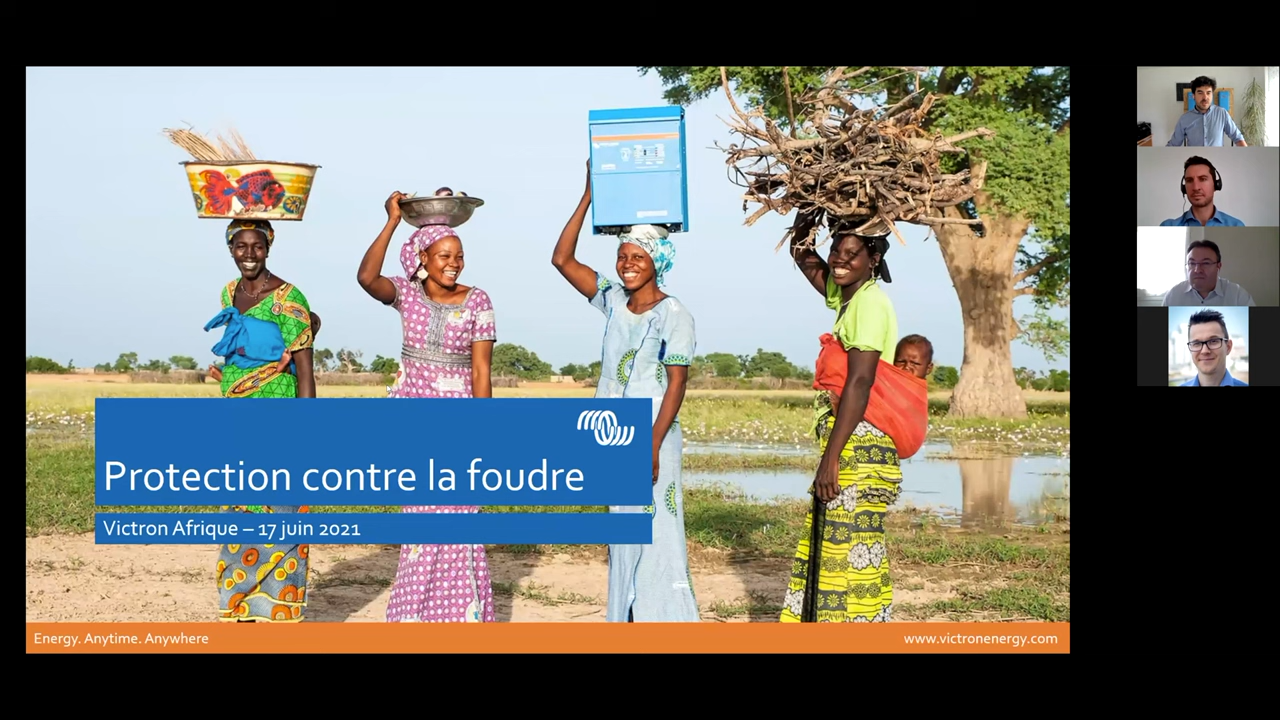 Protection contre la foudre
Victron Afrique – 17 juin 2021
Energy. Anytime. Anywhere
www.victronenergy.com